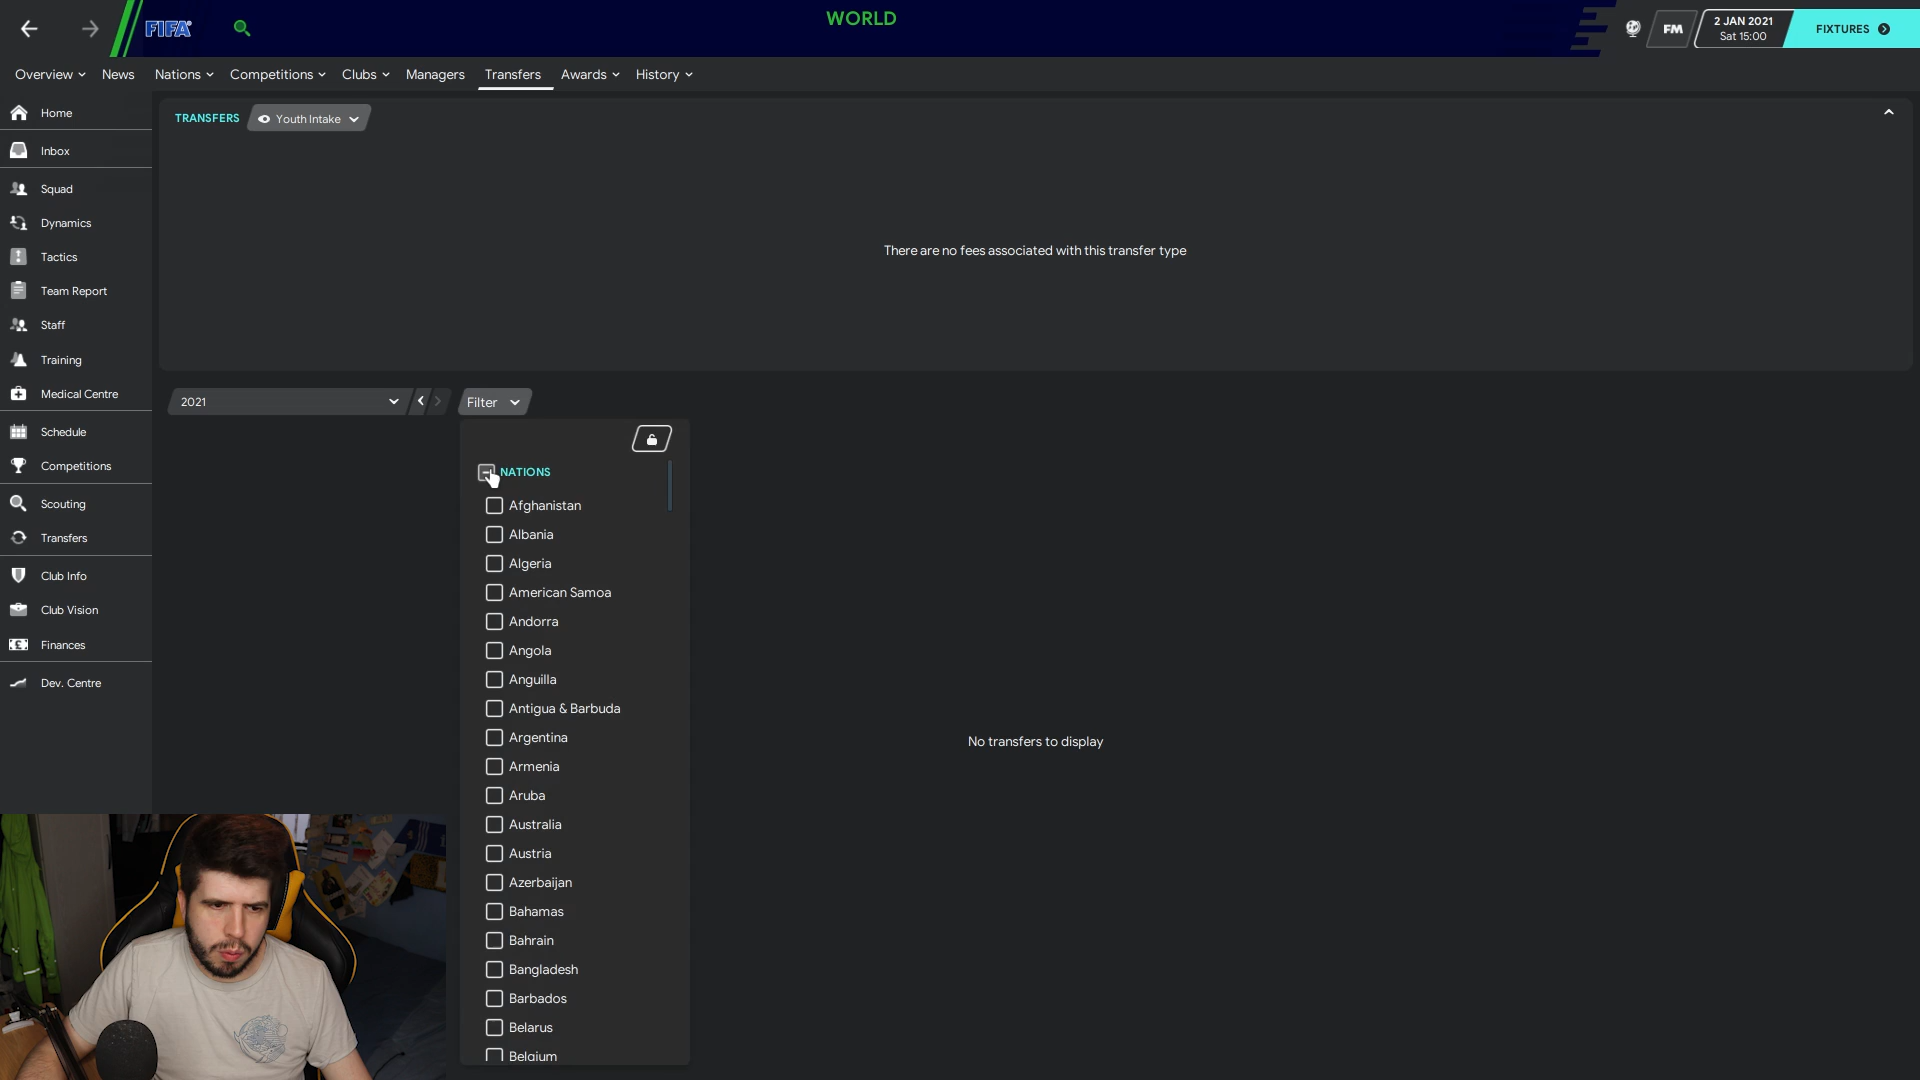 FIFA
WORLD
FM
2 JAN 2021
Sat 15:00
FIXTURES
Overview
News
Nations
Competitions
Clubs
Managers
Transfers
Awards
History
Home
Inbox
Squad
Dynamics
Tactics
Team Report
Staff
Training
Medical Centre
Schedule
Competitions
Scouting
Transfers
Club Info
Club Vision
Finances
Dev. Centre
TRANSFERS
Youth Intake
There are no fees associated with this transfer type
2021
Filter
NATIONS
Afghanistan
Albania
Algeria
American Samoa
Andorra
Angola
Anguilla
Antigua & Barbuda
Argentina
Armenia
Aruba
Australia
Austria
Azerbaijan
Bahamas
Bahrain
Bangladesh
Barbados
Belarus
Belgium
No transfers to display